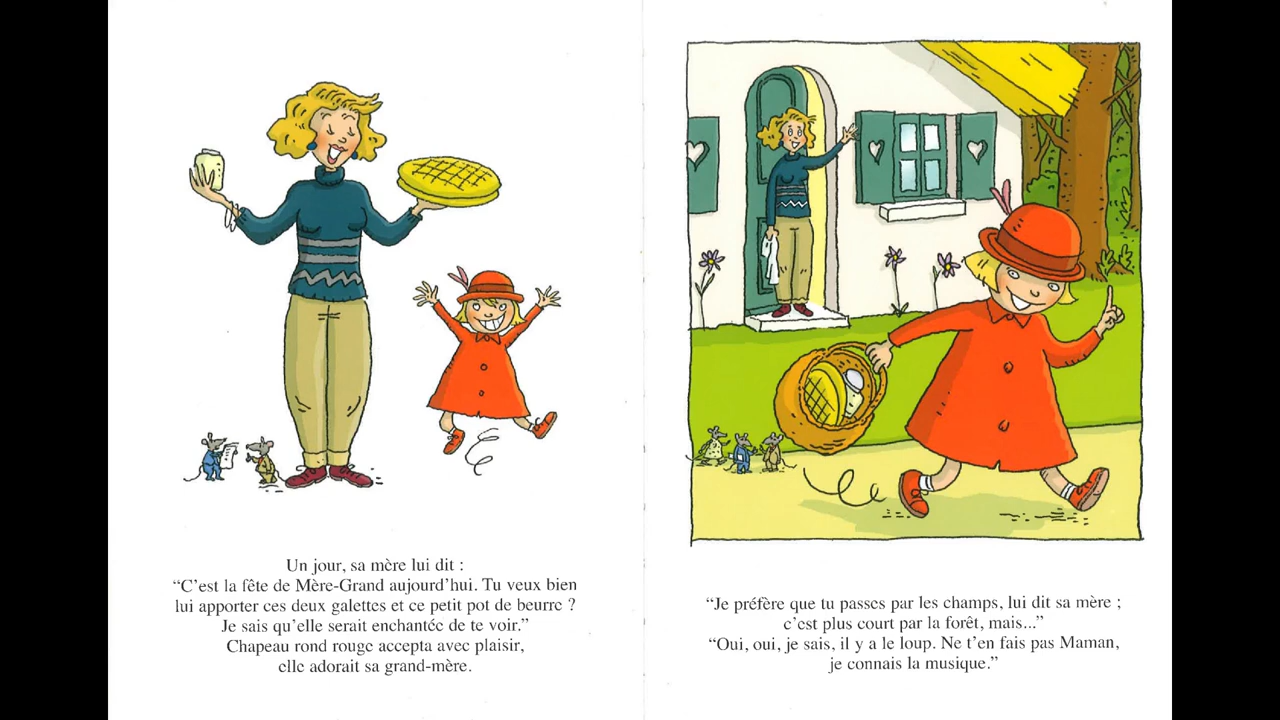 Un jour, sa mère lui dit :
“C’est la fête de Mère-Grand aujourd’hui. Tu veux bien
lui apporter ces deux galettes et ce petit pot de beurre ?
Je sais qu’elle serait enchantée de te voir.”
Chapeau rond rouge accepta avec plaisir,
elle adorait sa grand-mère.
“Je préfère que tu passes par les champs, lui dit sa mère ;
c’est plus court par la forêt, mais...”
“Oui, oui, je sais, il y a le loup. Ne t’en fais pas Maman,
je connais la musique.”